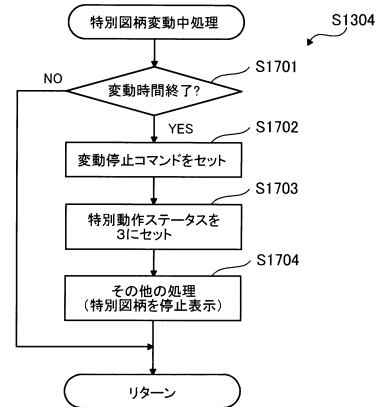 特別図柄変動中処理
S1304
S1701
変動時間終了?
NO
YES
S1702
変動停止コマンドをセット
S1703
特別動作ステータスを
3にセット
S1704
その他の処理
(特別図柄を停止表示)
リターン